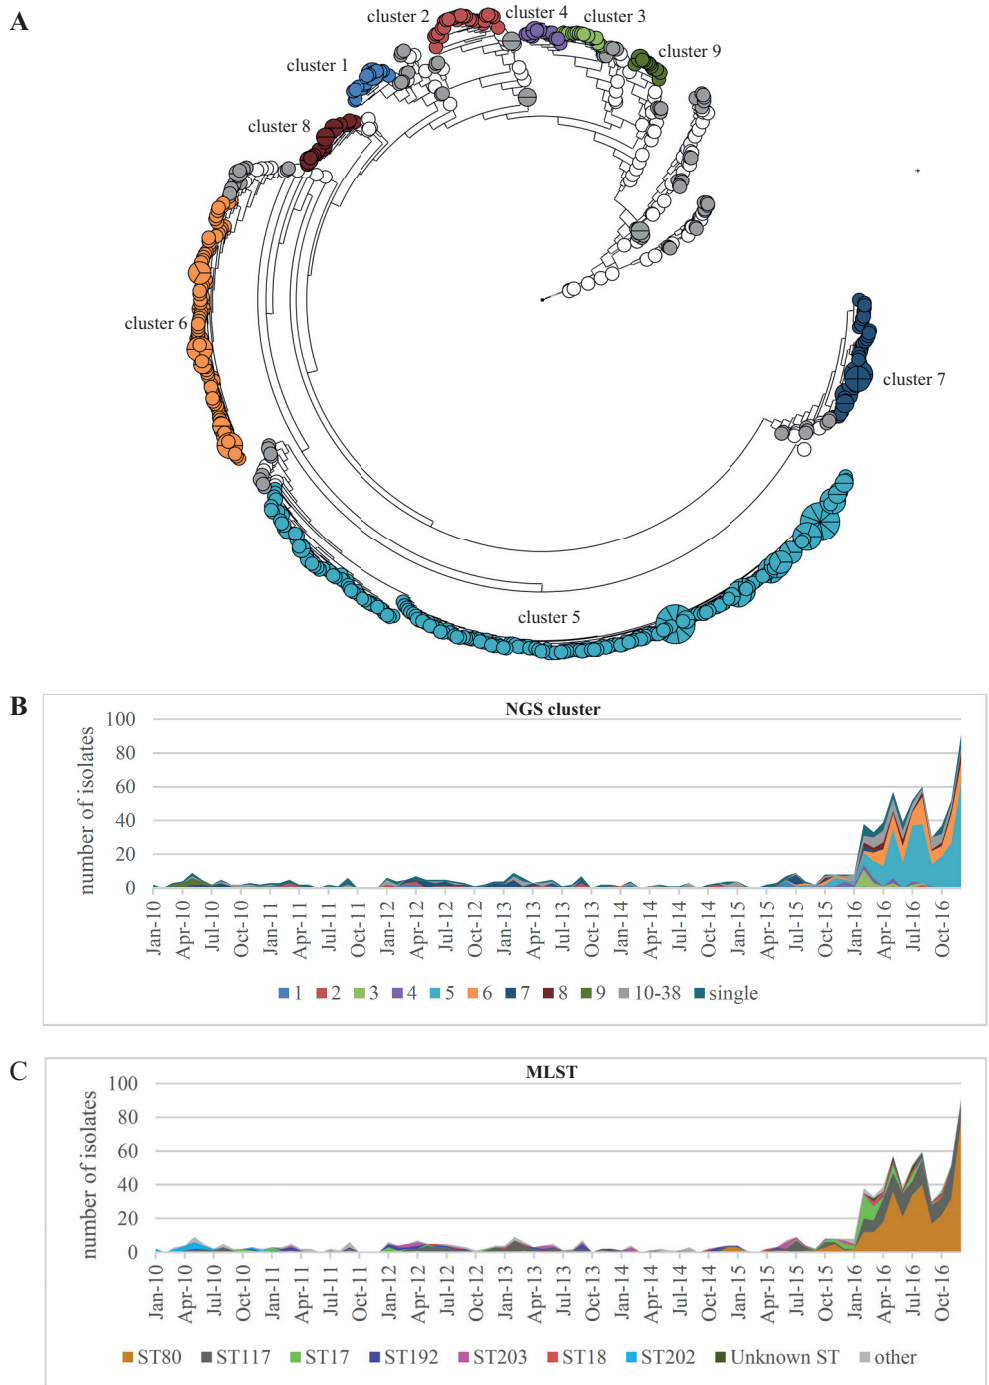 A
cluster 2
cluster 4
cluster 3
cluster 9
cluster 1
cluster 8
cluster 6
cluster 7
cluster 5
B
NGS cluster
number of isolates
100
80
60
40
20
0
Jan- 10
Apr- 10
Jul- 10
Oct- 10
Jan- 11
Apr- 11
Jul- 11
Oct- 11
Jan- 12
Apr- 12
Jul- 12
Oct- 12
Jan- 13
Apr- 13
Jul- 13
Oct- 13
Jan- 14
Apr- 14
Jul- 14
Oct- 14
Jan- 15
Apr- 15
Jul- 15
Oct- 15
Jan- 16
Apr- 16
Jul- 16
Oct- 16
1 2 3 4 5 6 7 8 9 10-38 single
C
MLST
number of isolates
100
80
60
40
20
0
Jan- 10
Apr- 10
Jul- 10
Oct- 10
Jan- 11
Apr- 11
Jul- 11
Oct- 11
Jan- 12
Apr- 12
Jul- 12
Oct- 12
Jan- 13
Apr- 13
Jul- 13
Oct- 13
Jan- 14
Apr- 14
Jul- 14
Oct- 14
Jan- 15
Apr- 15
Jul- 15
Oct- 15
Jan- 16
Apr- 16
Jul- 16
Oct- 16
ST80 ST117 ST17 ST192 ST203 ST18 ST202 Unknown ST other